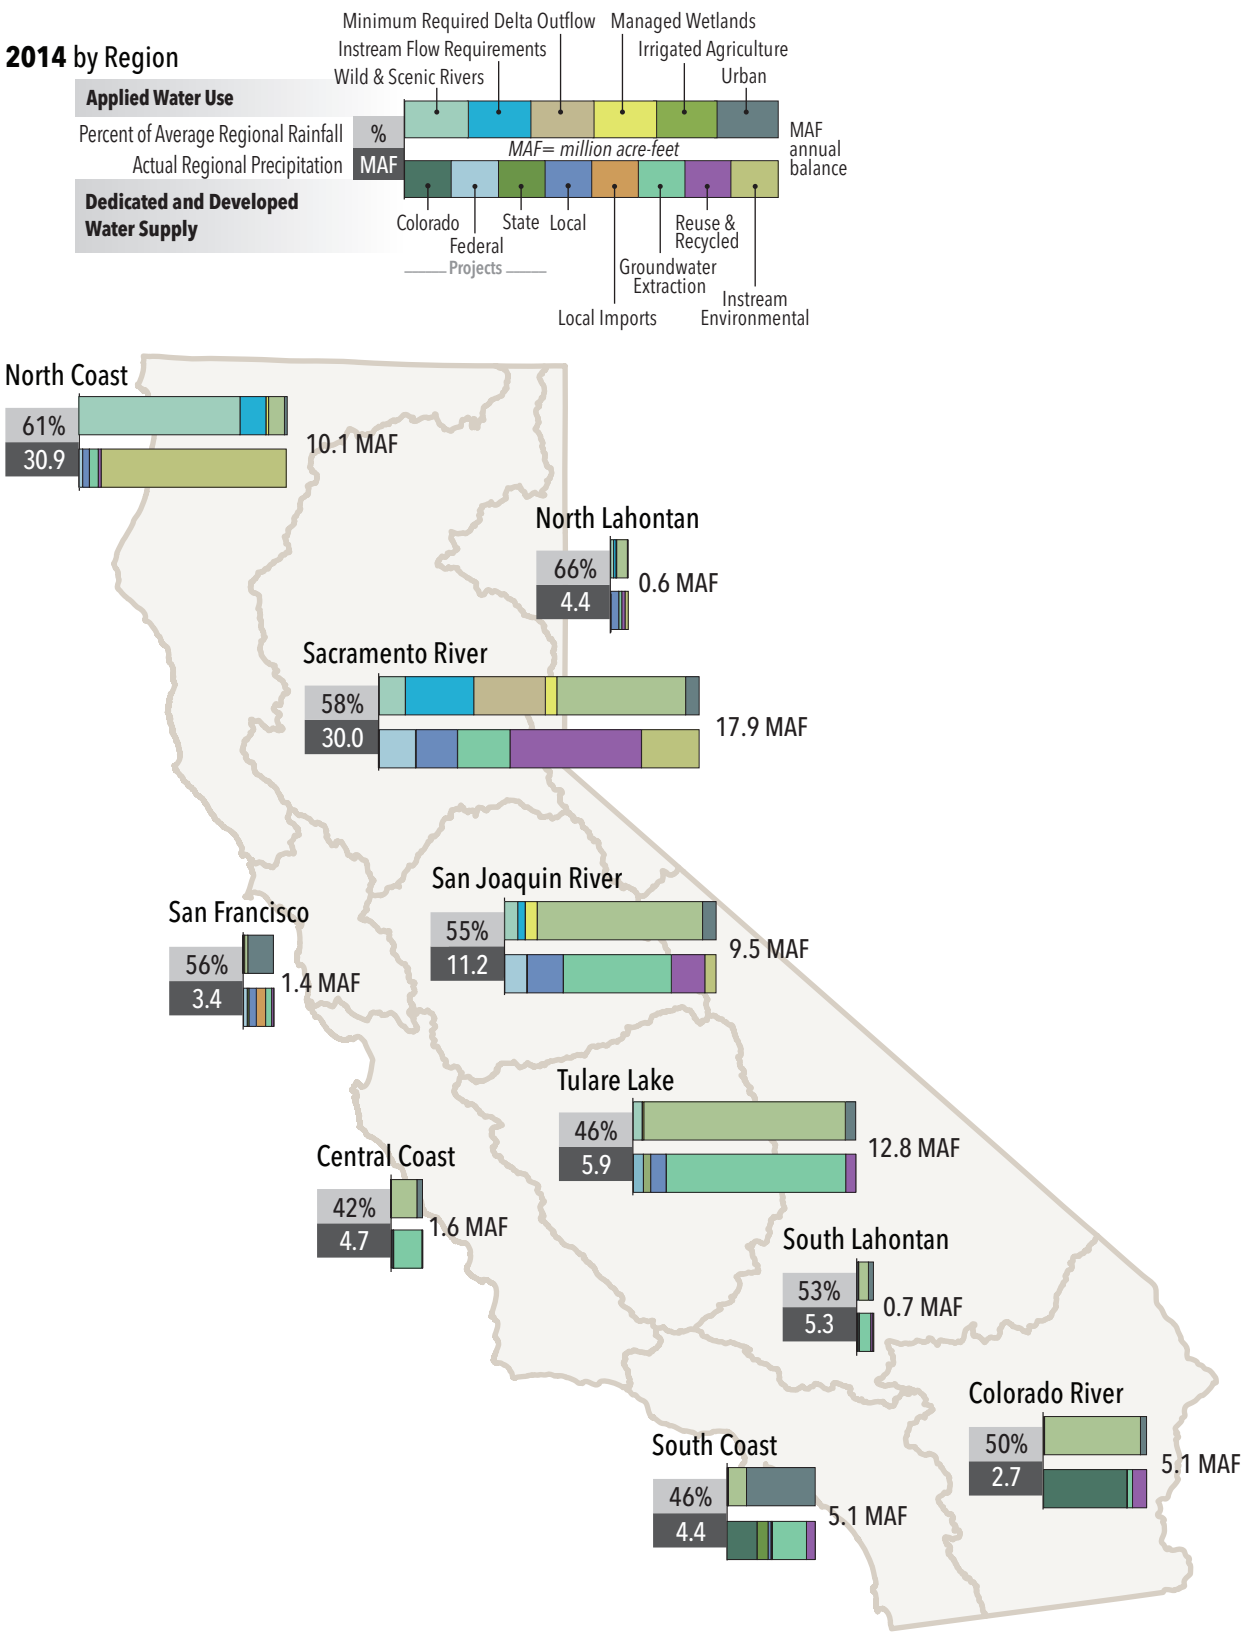 2014 by Region
Minimum Required Delta Outflow
Managed Wetlands
Instream Flow Requirements
Irrigated Agriculture
Wild & Scenic Rivers
Urban
Applied Water Use
Percent of Average Regional Rainfall
%
MAF= million acre-feet
MAF
annual
balance
Actual Regional Precipitation
MAF
Dedicated and Developed
Water Supply
Colorado
Federal
State
Local
Projects
Reuse &
Recycled
Groundwater
Extraction
Instream
Environmental
Local Imports
North Coast
61%
30.9
10.1 MAF
North Lahontan
66%
4.4
0.6 MAF
Sacramento River
58%
30.0
17.9 MAF
San Joaquin River
55%
11.2
9.5 MAF
San Francisco
56%
3.4
1.4 MAF
Tulare Lake
46%
5.9
12.8 MAF
Central Coast
42%
4.7
1.6 MAF
South Lahontan
53%
5.3
0.7 MAF
Colorado River
50%
2.7
5.1 MAF
South Coast
46%
4.4
5.1 MAF